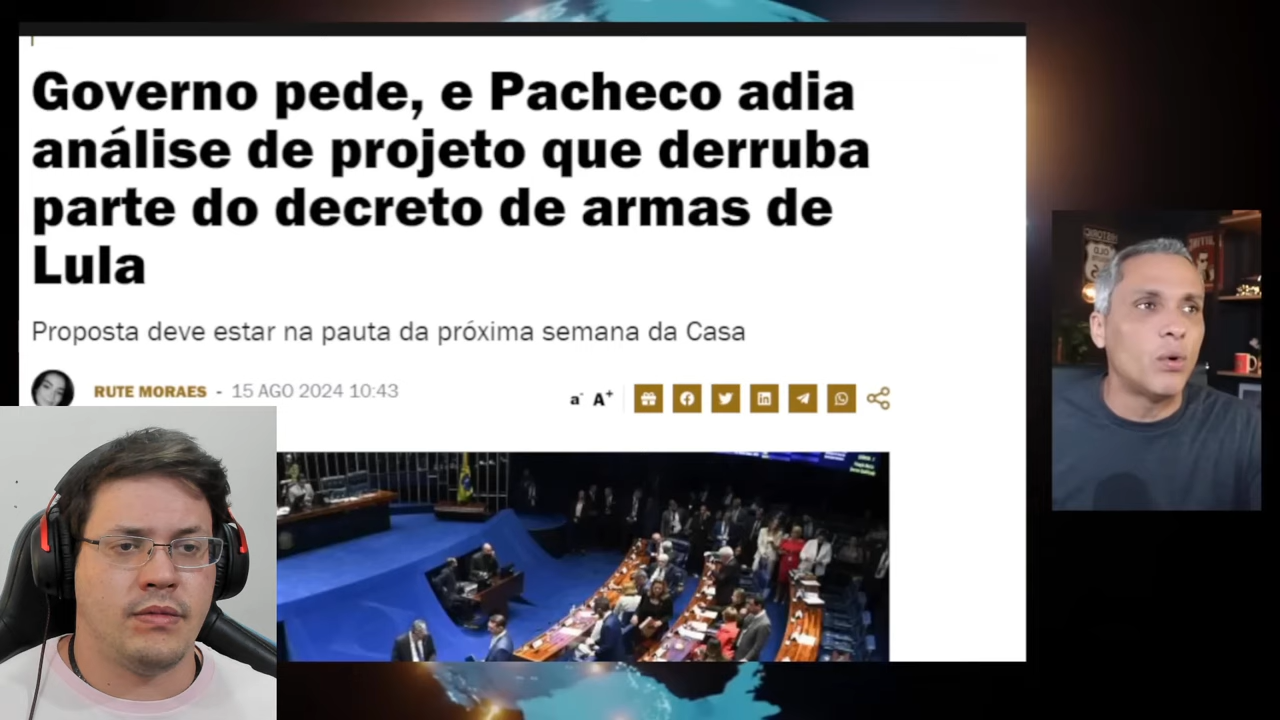 Governo pede, e Pacheco adia
análise de projeto que derruba
parte do decreto de armas de
Lula
Proposta deve estar na pauta da próxima semana da Casa
RUTE MORAES - 15 AGO 2024 10:43
a- A+